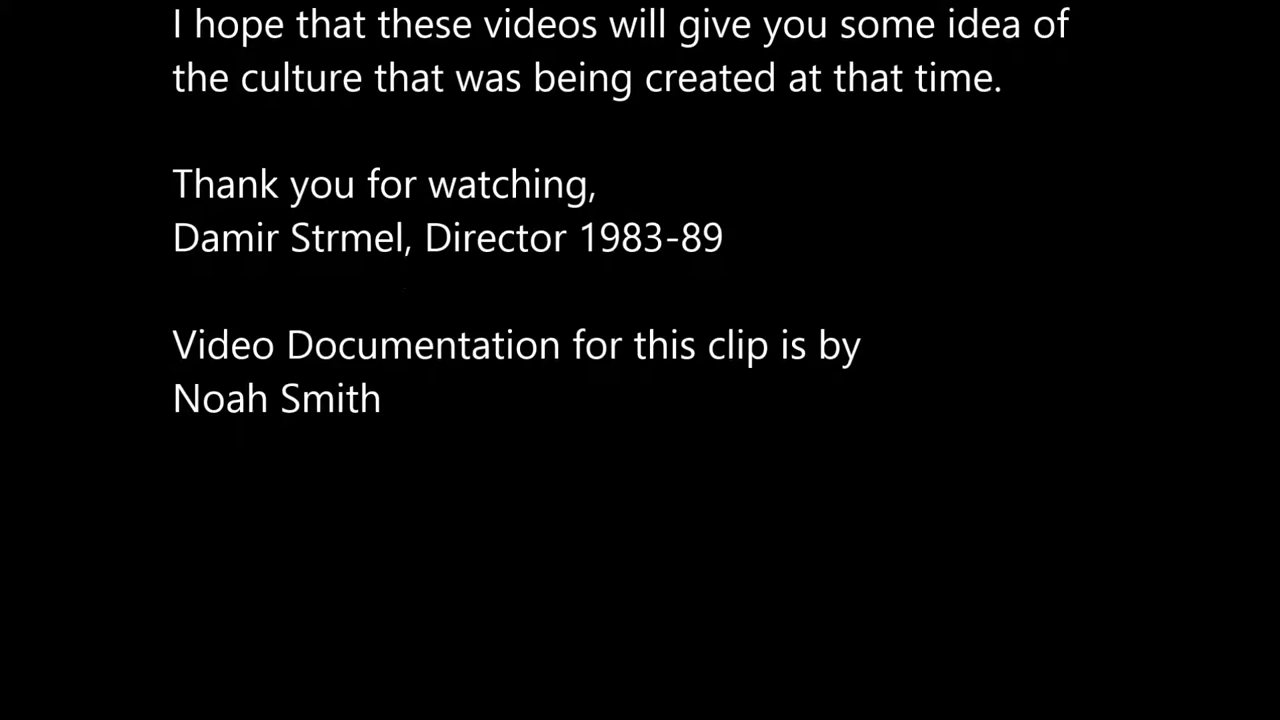 I hope that these videos will give you some idea of
the culture that was being created at that time.
Thank you for watching,
Damir Strmel, Director 1983-89
Video Documentation for this clip is by
Noah Smith